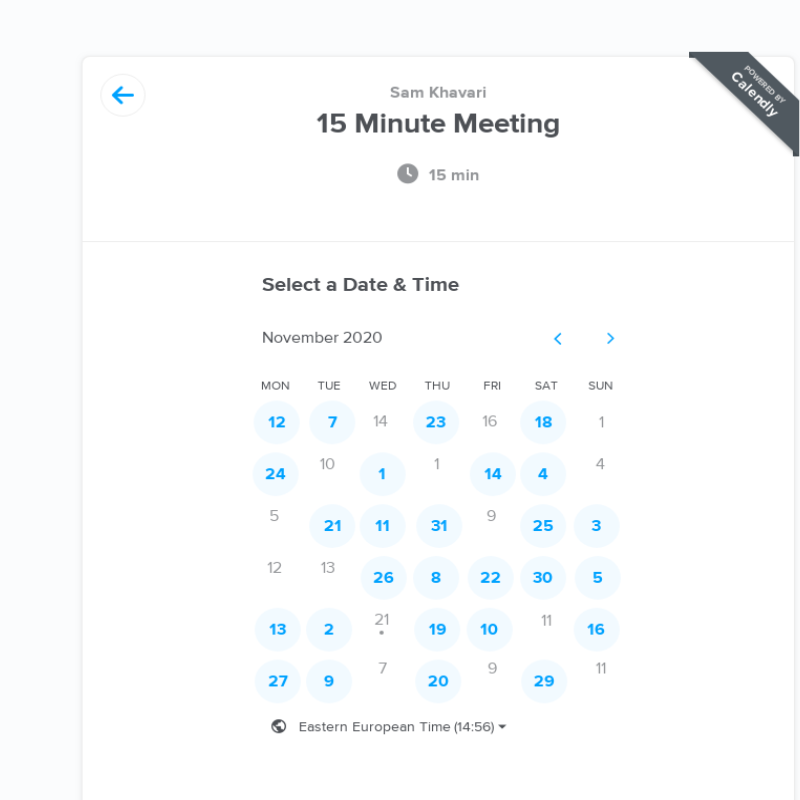 POWERED BY
Calendly
Sam Khavari
15 Minute Meeting
15 min
Select a Date & Time
November 2020
MON TUE WED THU FRI SAT SUN
12 7 14 23 16 18 1
24 10 1 1 14 4 4
5 21 11 31 9 25 3
12 13 26 8 22 30 5
13 2 21 19 10 11 16
27 9 7 20 9 29 11
Eastern European Time (14:56)